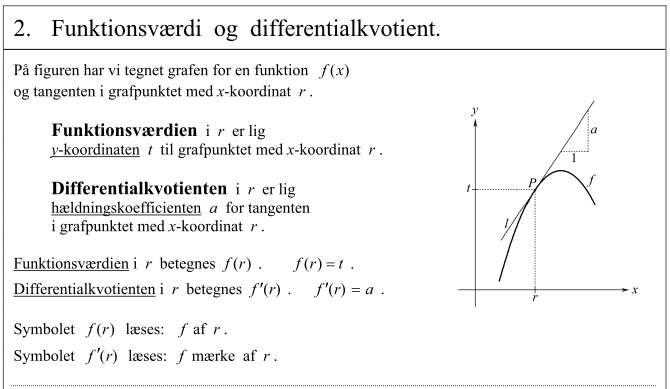 2. Funktionsværdi og differentialkvotient.
På figuren har vi tegnet grafen for en funktion f(x)
og tangenten i grafpunktet med x-koordinat r .
Funktionsværdien i r er lig
y-koordinaten t til grafpunktet med x-koordinat r .
Differentialkvotienten i r er lig
hældningskoefficienten a for tangenten
i grafpunktet med x-koordinat r .
Funktionsværdien i r betegnes f(r) . f(r) = t .
Differentialkvotienten i r betegnes f′(r) . f′(r) = a .
Symbolet f(r) læses: f af r .
Symbolet f′(r) læses: f mærke af r .
y
a
1
P
f
t
l
x
r